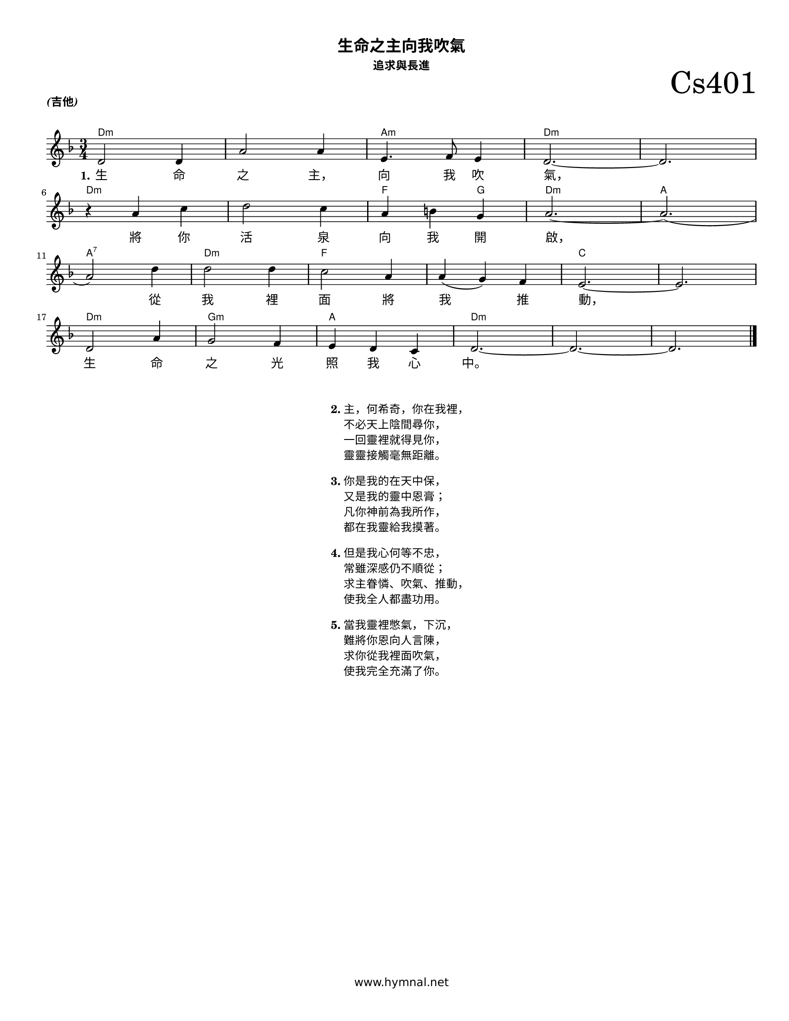 生命之主向我吹氣
追求與長進
Cs401
(吉他)
Dm Am Dm
3
4
1. 生 命 之 主， 向 我 吹 氣，
6 Dm F G Dm A
將 你 活 泉 向 我 開 啟，
11 A7 Dm F C
從 我 裡 面 將 我 推 動，
17 Dm Gm A Dm
生 命 之 光 照 我 心 中。
2. 主，何希奇，你在我裡，
不必天上陰間尋你，
一回靈裡就得見你，
靈靈接觸毫無距離。
3. 你是我的在天中保，
又是我的靈中恩膏；
凡你神前為我所作，
都在我靈給我摸著。
4. 但是我心何等不忠，
常雖深感仍不順從；
求主眷憐、吹氣、推動，
使我全人都盡功用。
5. 當我靈裡憋氣，下沉，
難將你恩向人言陳，
求你從我裡面吹氣，
使我完全充滿了你。
www.hymnal.net